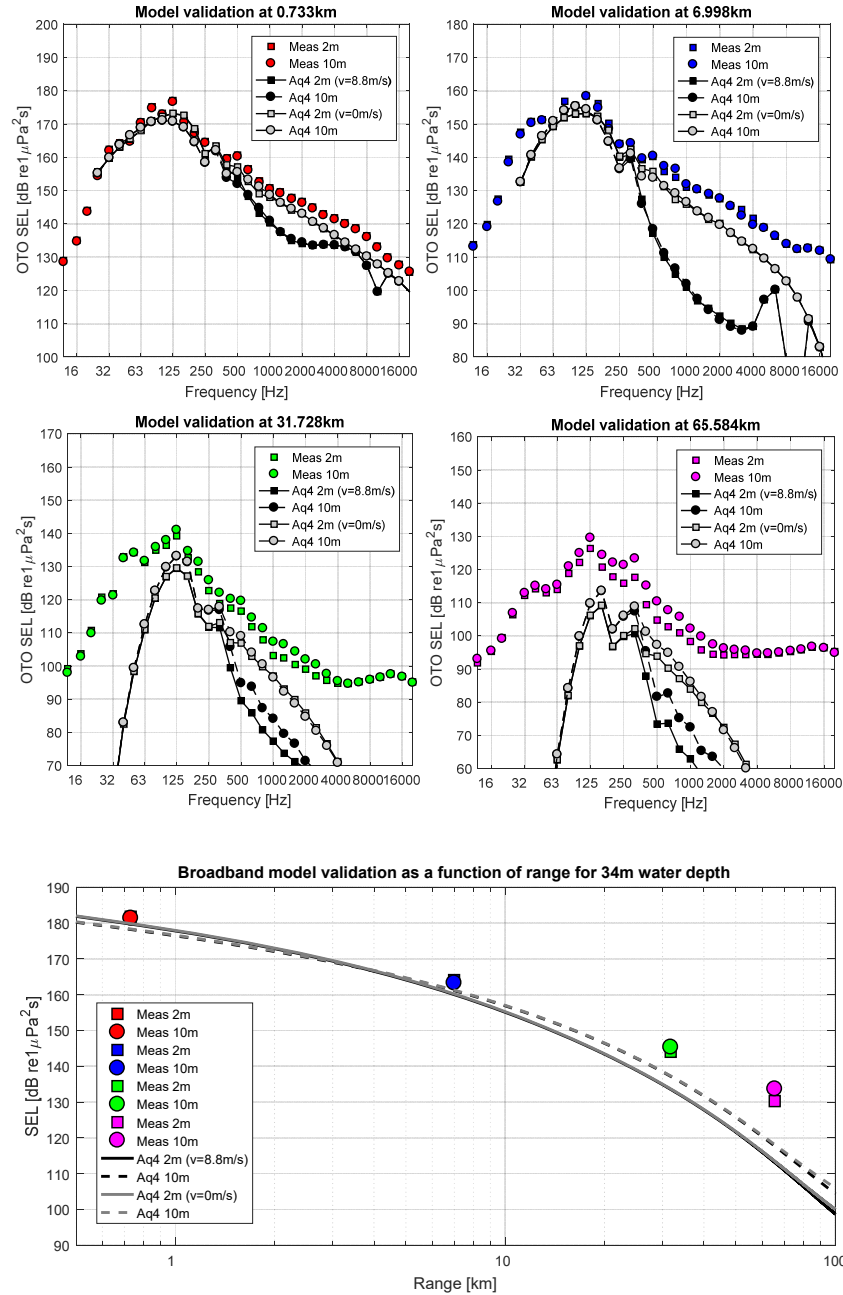 Model validation at 0.733km
200
190
180
170
160
150
140
130
120
110
100
OTO SEL [dB re1μPa²s]
16 32 63 125 250 500 1000 2000 4000 8000 16000
Frequency [Hz]
Meas 2m
Meas 10m
Aq4 2m (v=8.8m/s)
Aq4 10m
Aq4 2m (v=0m/s)
Aq4 10m
Model validation at 6.998km
180
170
160
150
140
130
120
110
100
90
80
OTO SEL [dB re1μPa²s]
16 32 63 125 250 500 1000 2000 4000 8000 16000
Frequency [Hz]
Meas 2m
Meas 10m
Aq4 2m (v=8.8m/s)
Aq4 10m
Aq4 2m (v=0m/s)
Aq4 10m
Model validation at 31.728km
170
160
150
140
130
120
110
100
90
80
70
OTO SEL [dB re1μPa²s]
16 32 63 125 250 500 1000 2000 4000 8000 16000
Frequency [Hz]
Meas 2m
Meas 10m
Aq4 2m (v=8.8m/s)
Aq4 10m
Aq4 2m (v=0m/s)
Aq4 10m
Model validation at 65.584km
160
150
140
130
120
110
100
90
80
70
60
OTO SEL [dB re1μPa²s]
16 32 63 125 250 500 1000 2000 4000 8000 16000
Frequency [Hz]
Meas 2m
Meas 10m
Aq4 2m (v=8.8m/s)
Aq4 10m
Aq4 2m (v=0m/s)
Aq4 10m
Broadband model validation as a function of range for 34m water depth
190
180
170
160
150
140
130
120
110
100
90
SEL [dB re1μPa²s]
Meas 2m
Meas 10m
Meas 2m
Meas 10m
Meas 2m
Meas 10m
Meas 2m
Meas 10m
Aq4 2m (v=8.8m/s)
Aq4 10m
Aq4 2m (v=0m/s)
Aq4 10m
1 10 100
Range [km]